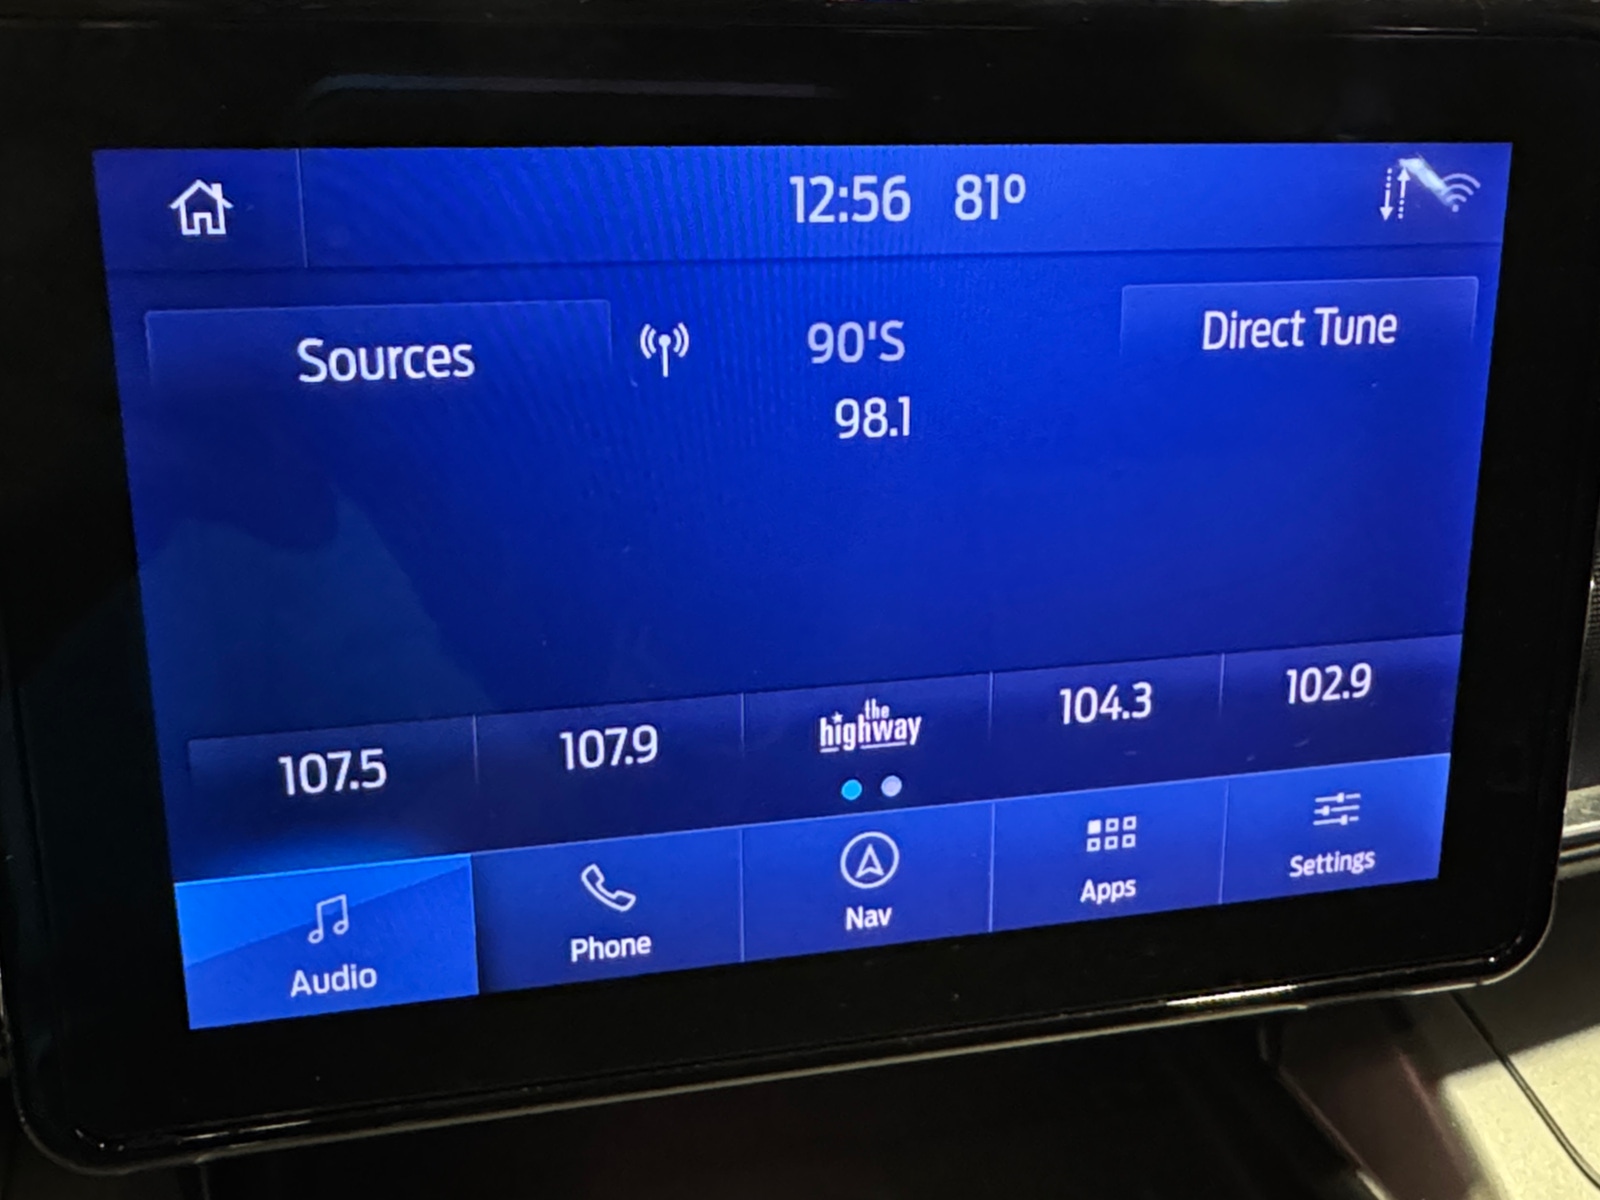 12:56 81º
Sources
90'S
Direct Tune
98.1
107.5
107.9
the
highway
104.3
102.9
Audio
Phone
Nav
Apps
Settings